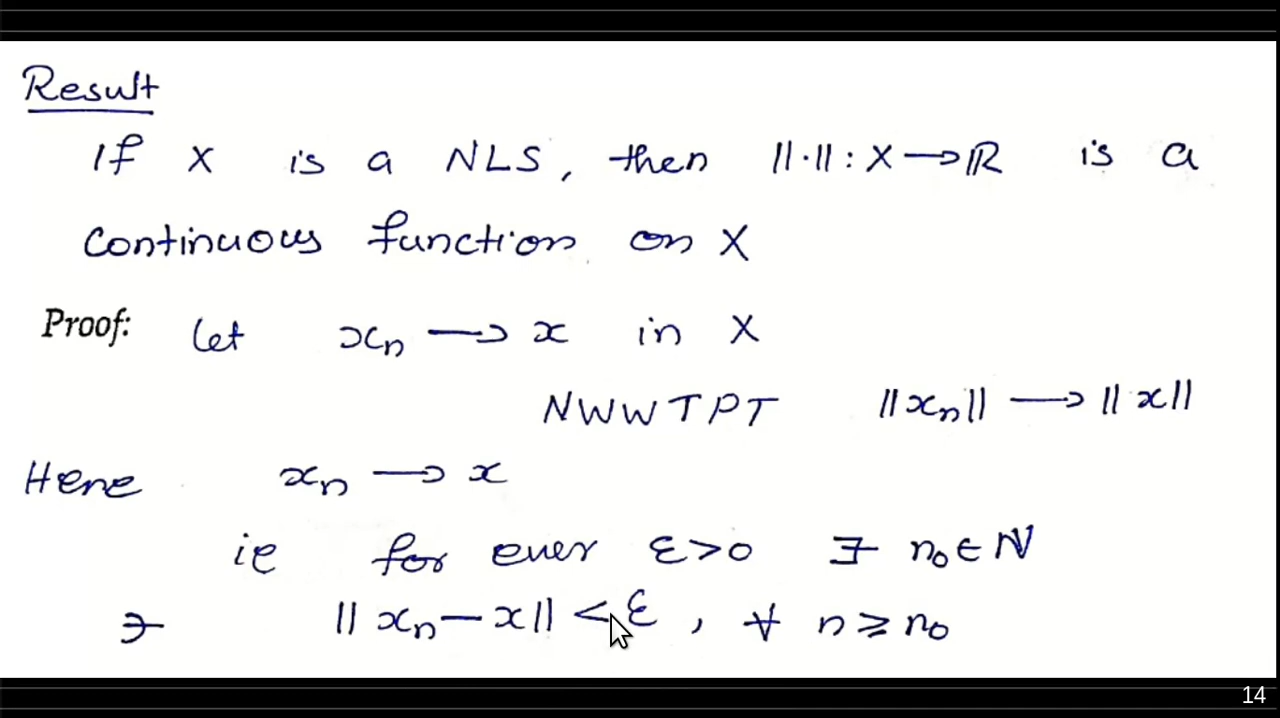 Result
If X is a NLS, then ||·|| : X → ℝ is a
continuous function on X
Proof: Let xₙ → x in X
NWWTPT ||xₙ|| → ||x||
Here xₙ → x
ie for ever ε>0 ∃ n₀ ∈ ℕ
∋ ||xₙ − x|| < ε , ∀ n ≥ n₀
14